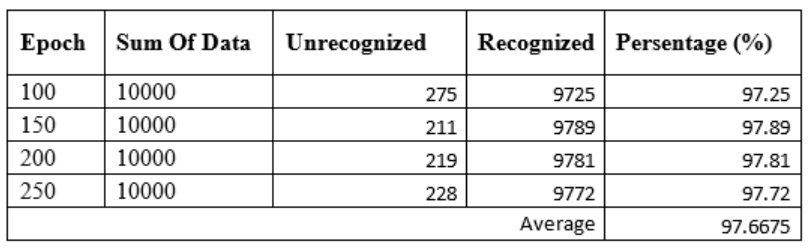 Epoch Sum Of Data Unrecognized Recognized Persentage (%)
100 10000 275 9725 97.25
150 10000 211 9789 97.89
200 10000 219 9781 97.81
250 10000 228 9772 97.72
Average 97.6675